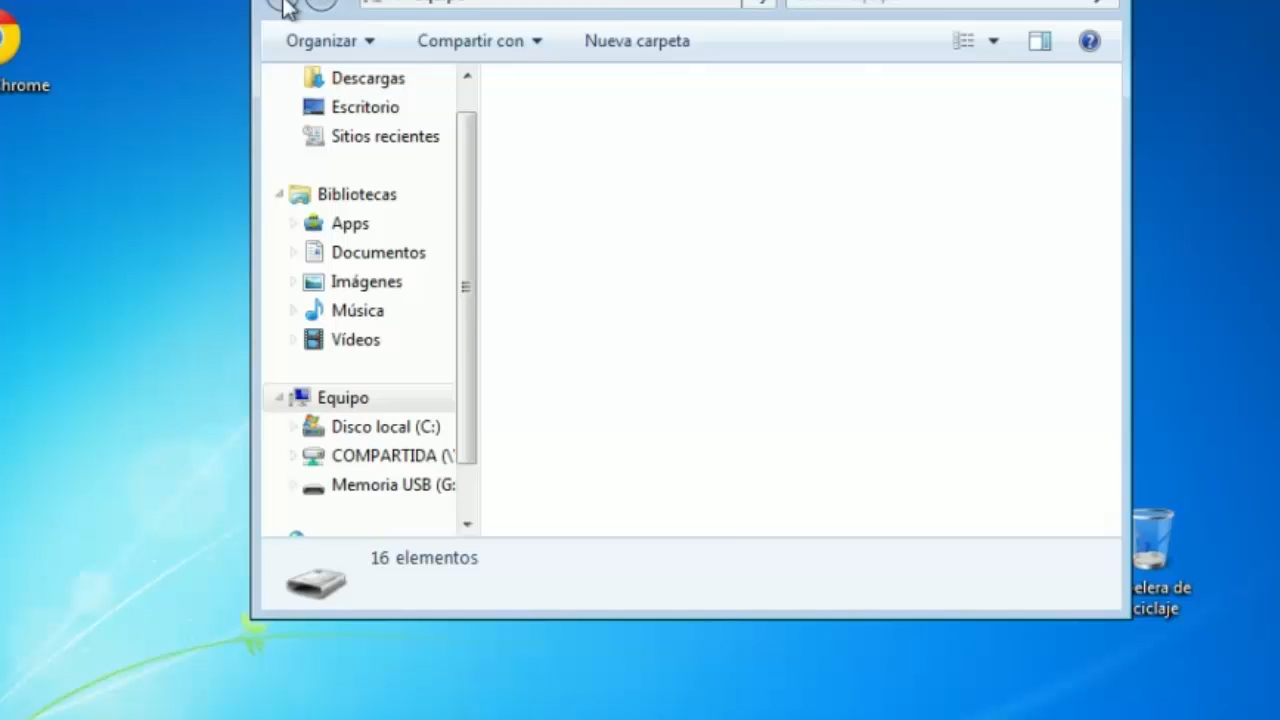 Organizar
Compartir con
Nueva carpeta
Descargas
Escritorio
Sitios recientes
Bibliotecas
Apps
Documentos
Imágenes
Música
Vídeos
Equipo
Disco local (C:)
COMPARTIDA (\
Memoria USB (G:
16 elementos
hrome
elera de
ciclaje